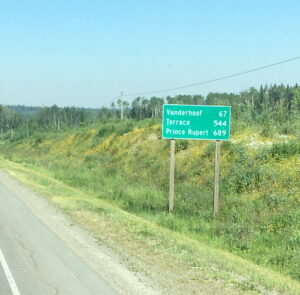 Vanderhoof 67
Terrace 544
Prince Rupert 689